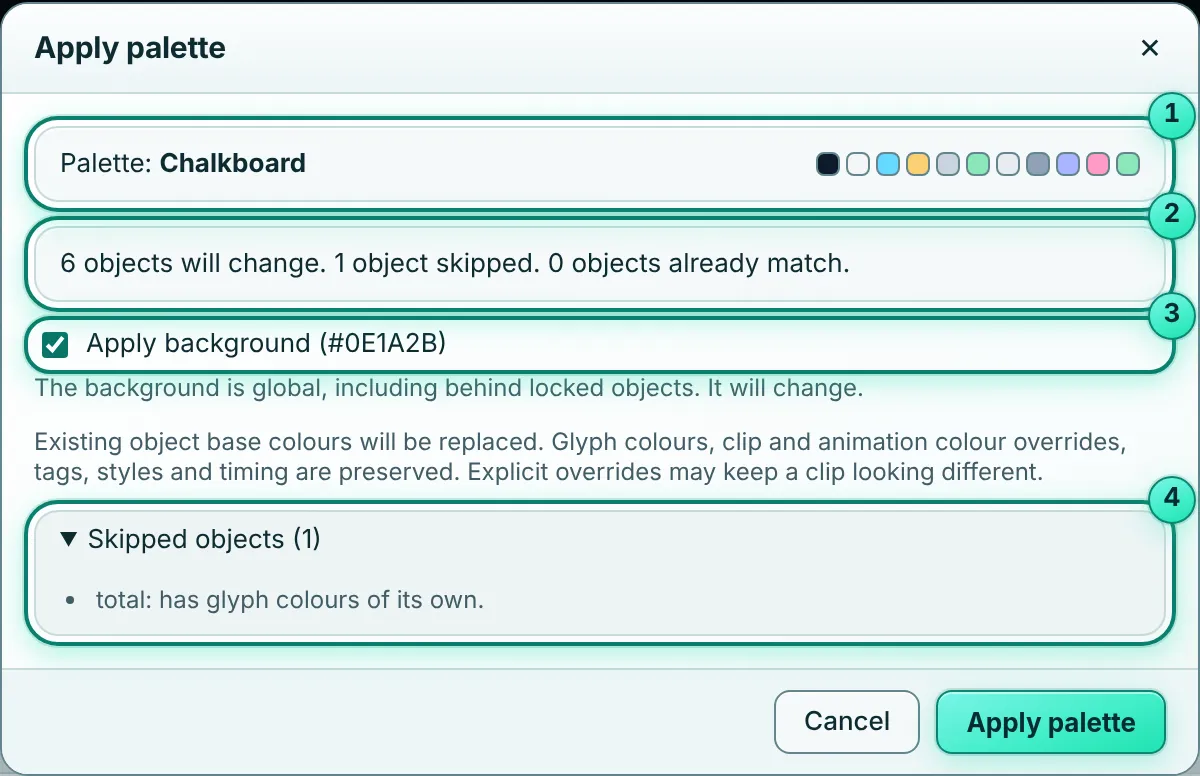 Apply palette
1
Palette: Chalkboard
2
6 objects will change. 1 object skipped. 0 objects already match.
3
Apply background (#0E1A2B)
The background is global, including behind locked objects. It will change.
Existing object base colours will be replaced. Glyph colours, clip and animation colour overrides,
tags, styles and timing are preserved. Explicit overrides may keep a clip looking different.
4
Skipped objects (1)
total: has glyph colours of its own.
Cancel
Apply palette